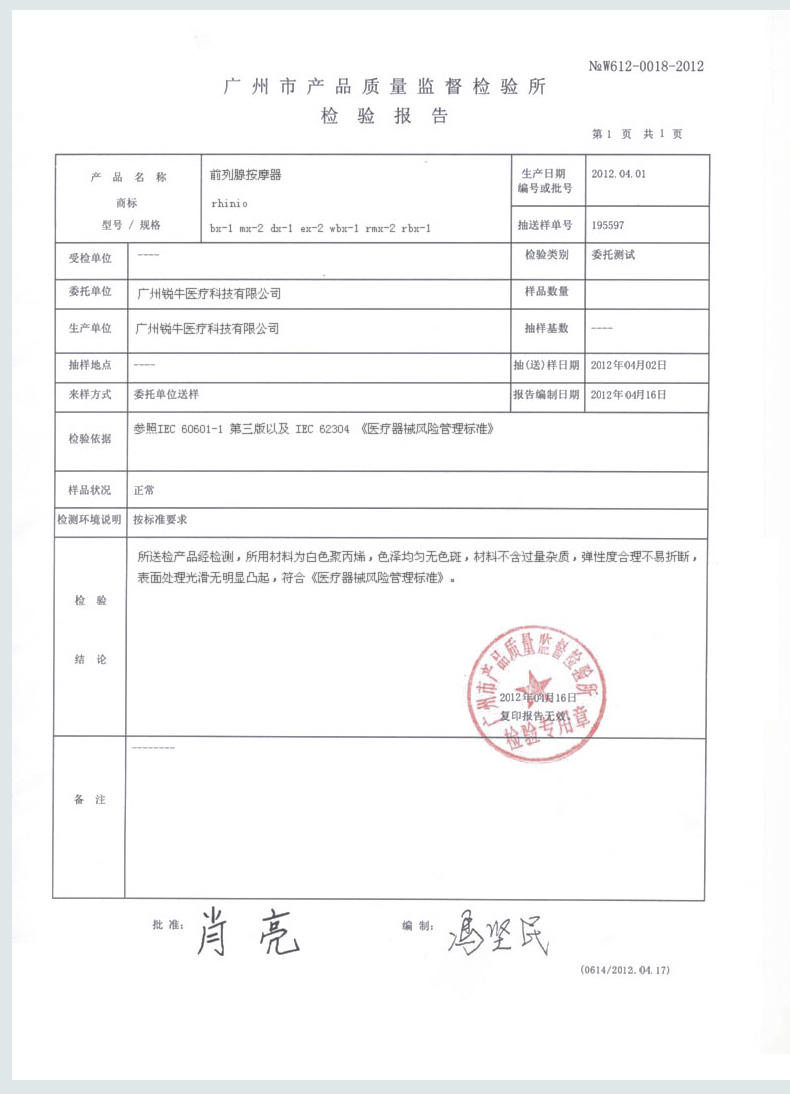 №W612-0018-2012
广州市产品质量监督检验所
检验报告
第1页 共1页
产品名称
前列腺按摩器
生产日期
编号或批号
2012.04.01
商标
rhinio
型号 / 规格
bx-1 mx-2 dx-1 ex-2 wbx-1 rmx-2 rbx-1
抽送样单号
195597
受检单位
----
检验类别
委托测试
委托单位
广州锐牛医疗科技有限公司
样品数量
生产单位
广州锐牛医疗科技有限公司
抽样基数
----
抽样地点
----
抽(送)样日期
2012年04月02日
来样方式
委托单位送样
报告编制日期
2012年04月16日
检验依据
参照IEC 60601-1 第三版以及 IEC 62304 《医疗器械风险管理标准》
样品状况
正常
检测环境说明
按标准要求
检验
结论
所送检产品经检测，所用材料为白色聚丙烯，色泽均匀无色斑，材料不含过量杂质，弹性度合理不易折断，
表面处理光滑无明显凸起，符合《医疗器械风险管理标准》。
广州市产品质量监督检验所
2012年04月16日
复印报告无效。
检验专用章
备注
--------
批准：
肖亮
编制：
冯坚民
(0614/2012.04.17)